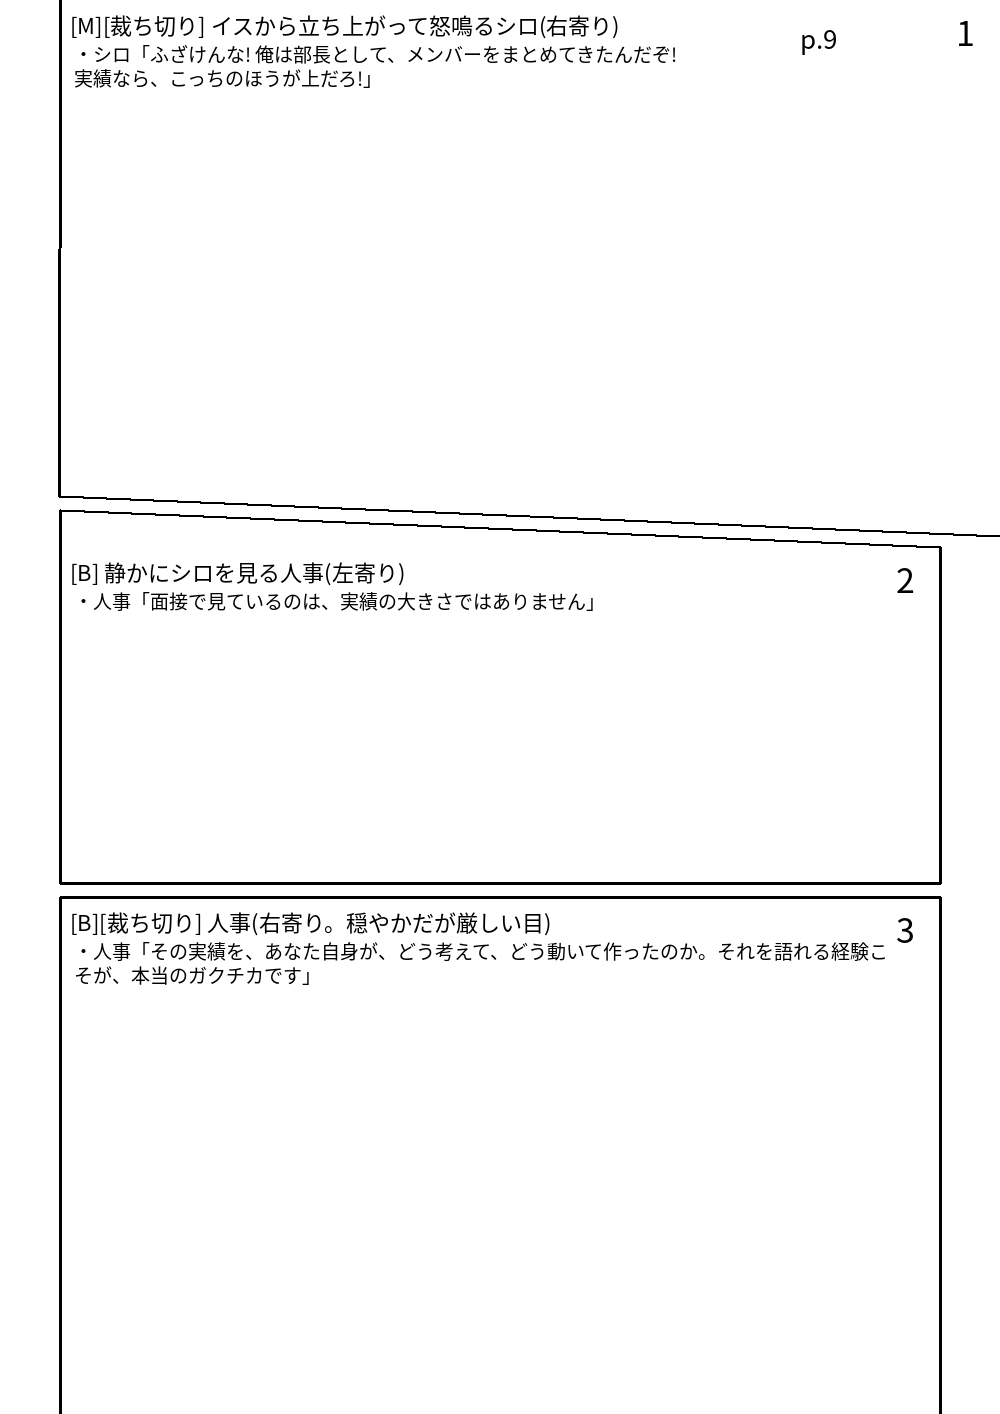 [M][裁ち切り] イスから立ち上がって怒鳴るシロ(右寄り)
p.9
1
・シロ「ふざけんな! 俺は部長として、メンバーをまとめてきたんだぞ!
実績なら、こっちのほうが上だろ!」
[B] 静かにシロを見る人事(左寄り)
2
・人事「面接で見ているのは、実績の大きさではありません」
[B][裁ち切り] 人事(右寄り。穏やかだが厳しい目)
3
・人事「その実績を、あなた自身が、どう考えて、どう動いて作ったのか。それを語れる経験こ
そが、本当のガクチカです」